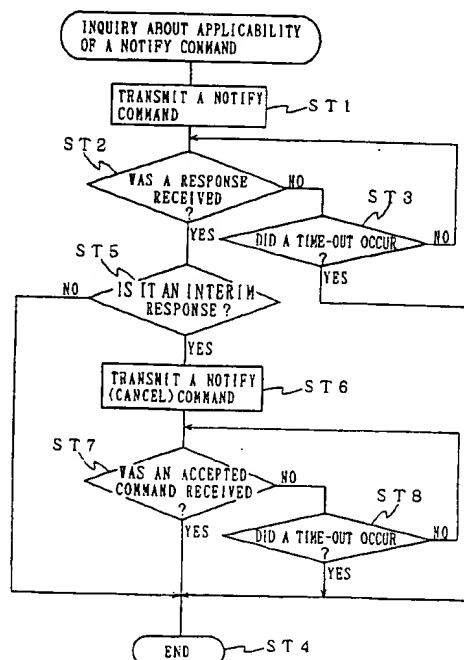 INQUIRY ABOUT APPLICABILITY
OF A NOTIFY COMMAND
TRANSMIT A NOTIFY
COMMAND
ST1
ST2
WAS A RESPONSE
RECEIVED
?
NO
YES
ST3
DID A TIME-OUT OCCUR
?
NO
YES
ST5
NO
IS IT AN INTERIM
RESPONSE?
YES
TRANSMIT A NOTIFY
(CANCEL) COMMAND
ST6
ST7
WAS AN ACCEPTED
COMMAND RECEIVED
?
NO
YES
ST8
DID A TIME-OUT OCCUR
?
NO
YES
END
ST4